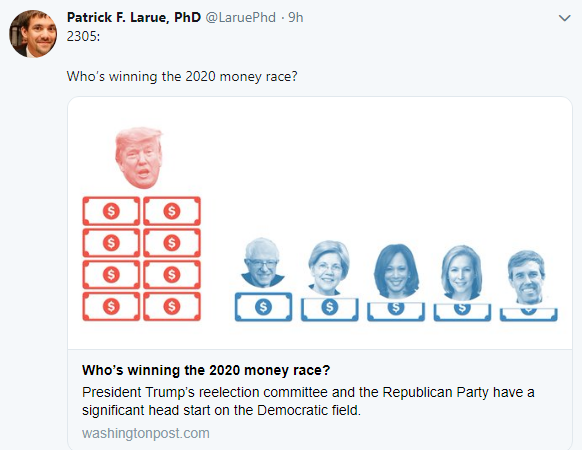 Patrick F. Larue, PhD @LaruePhd · 9h
2305:
Who's winning the 2020 money race?
$ $
$ $
$ $
$ $ $ $ $ $
Who's winning the 2020 money race?
President Trump's reelection committee and the Republican Party have a
significant head start on the Democratic field.
washingtonpost.com